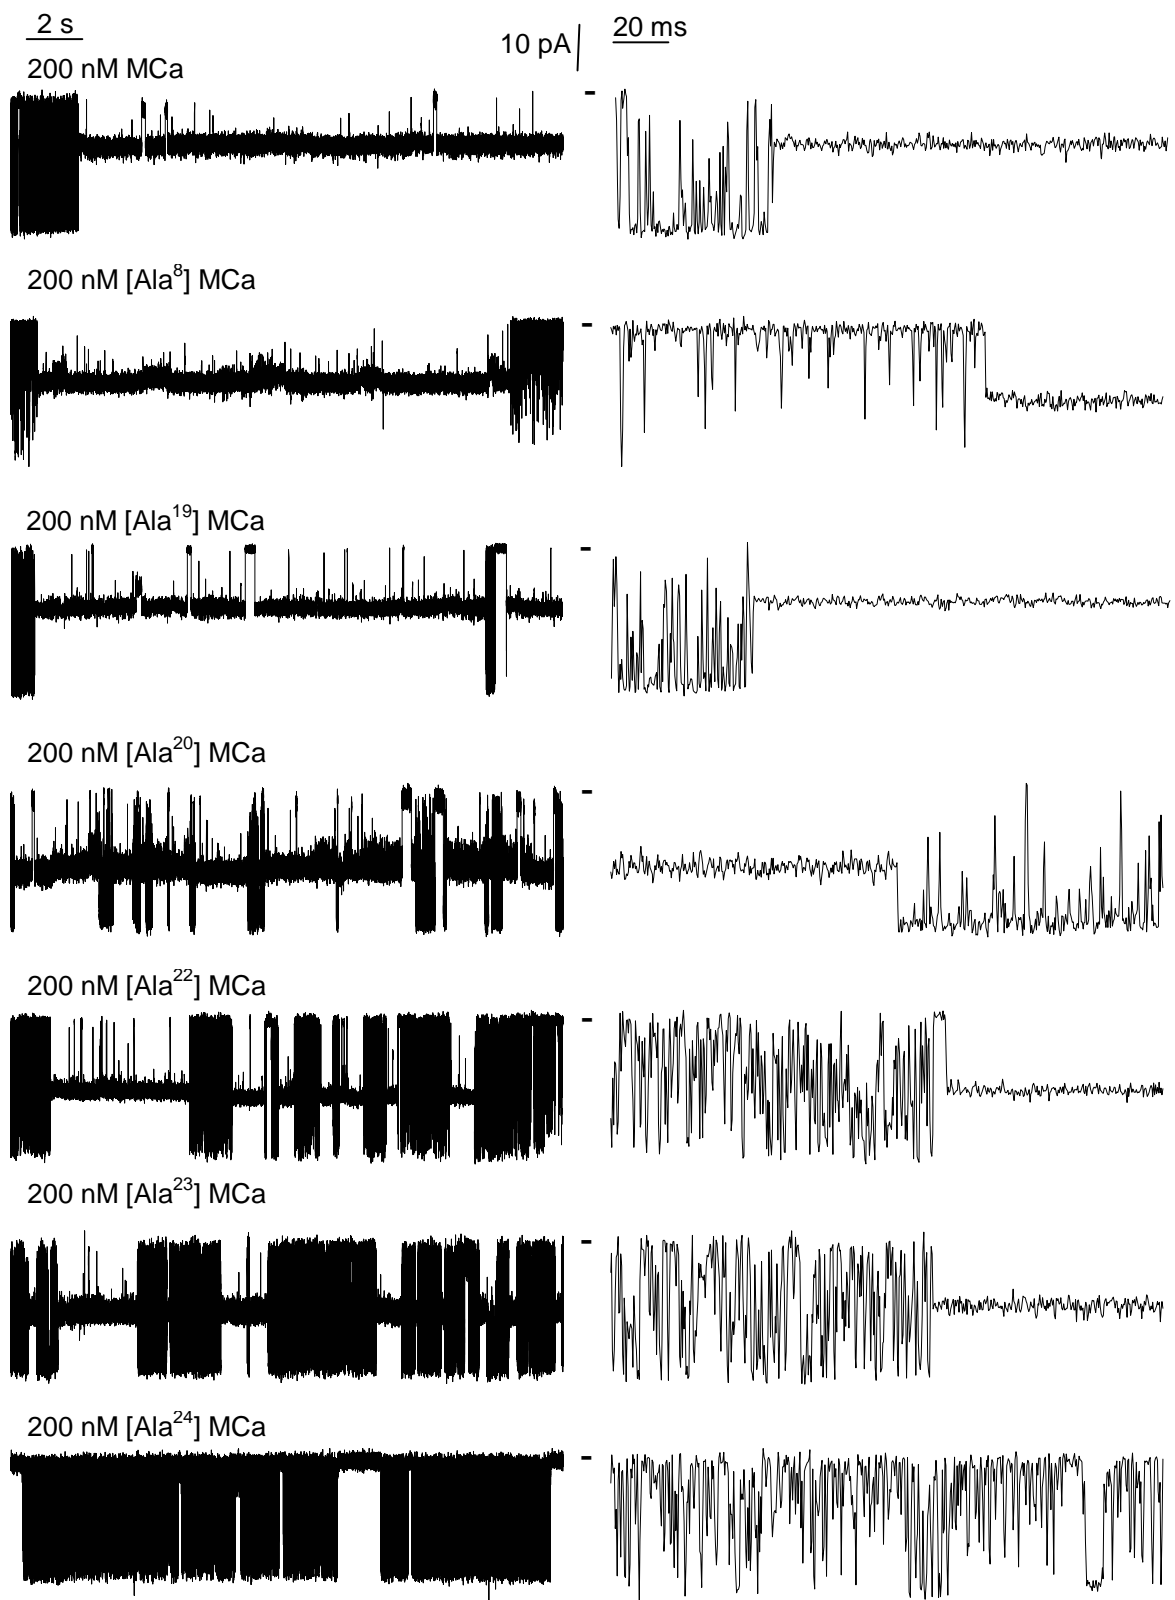 2 s
10 pA
20 ms
200 nM MCa
200 nM [Ala⁸] MCa
200 nM [Ala¹⁹] MCa
200 nM [Ala²⁰] MCa
200 nM [Ala²²] MCa
200 nM [Ala²³] MCa
200 nM [Ala²⁴] MCa